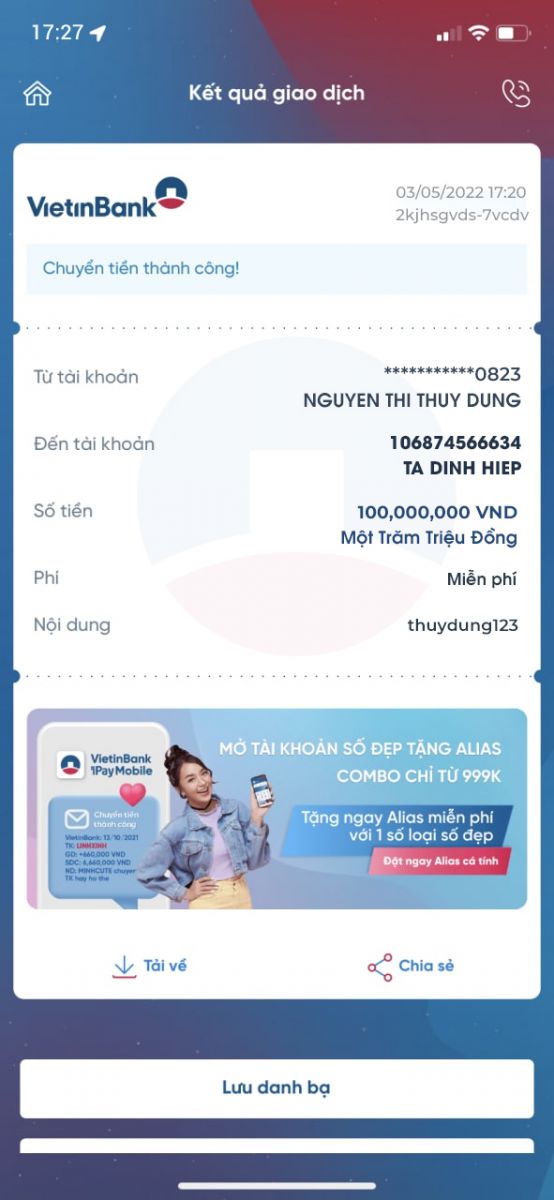 17:27
Kết quả giao dịch
VietinBank
03/05/2022 17:20
2kjhsgvds-7vcdv
Chuyển tiền thành công!
Từ tài khoản
***********0823
NGUYEN THI THUY DUNG
Đến tài khoản
106874566634
TA DINH HIEP
Số tiền
100,000,000 VND
Một Trăm Triệu Đồng
Phí
Miễn phí
Nội dung
thuydung123
VietinBank
iPay Mobile
Chuyển tiền
thành công
VietinBank: 13/10/2021
TK: LINHXINH
GD: +660,000 VND
SDC: 6,660,000 VND
ND: MINHCUTE chuyen
TK hay ho the
MỞ TÀI KHOẢN SỐ ĐẸP TẶNG ALIAS
COMBO CHỈ TỪ 999K
Tặng ngay Alias miễn phí
với 1 số loại số đẹp
Đặt ngay Alias cá tính
Tải về
Chia sẻ
Lưu danh bạ